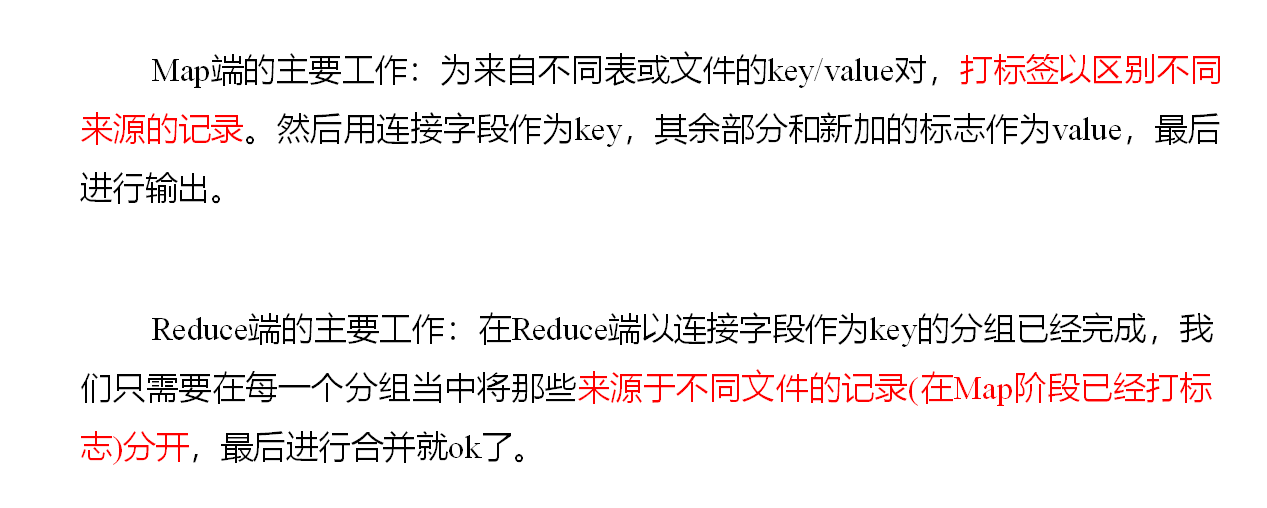 Map端的主要工作：为来自不同表或文件的key/value对，打标签以区别不同
来源的记录。然后用连接字段作为key，其余部分和新加的标志作为value，最后
进行输出。
Reduce端的主要工作：在Reduce端以连接字段作为key的分组已经完成，我
们只需要在每一个分组当中将那些来源于不同文件的记录(在Map阶段已经打标
志)分开，最后进行合并就ok了。